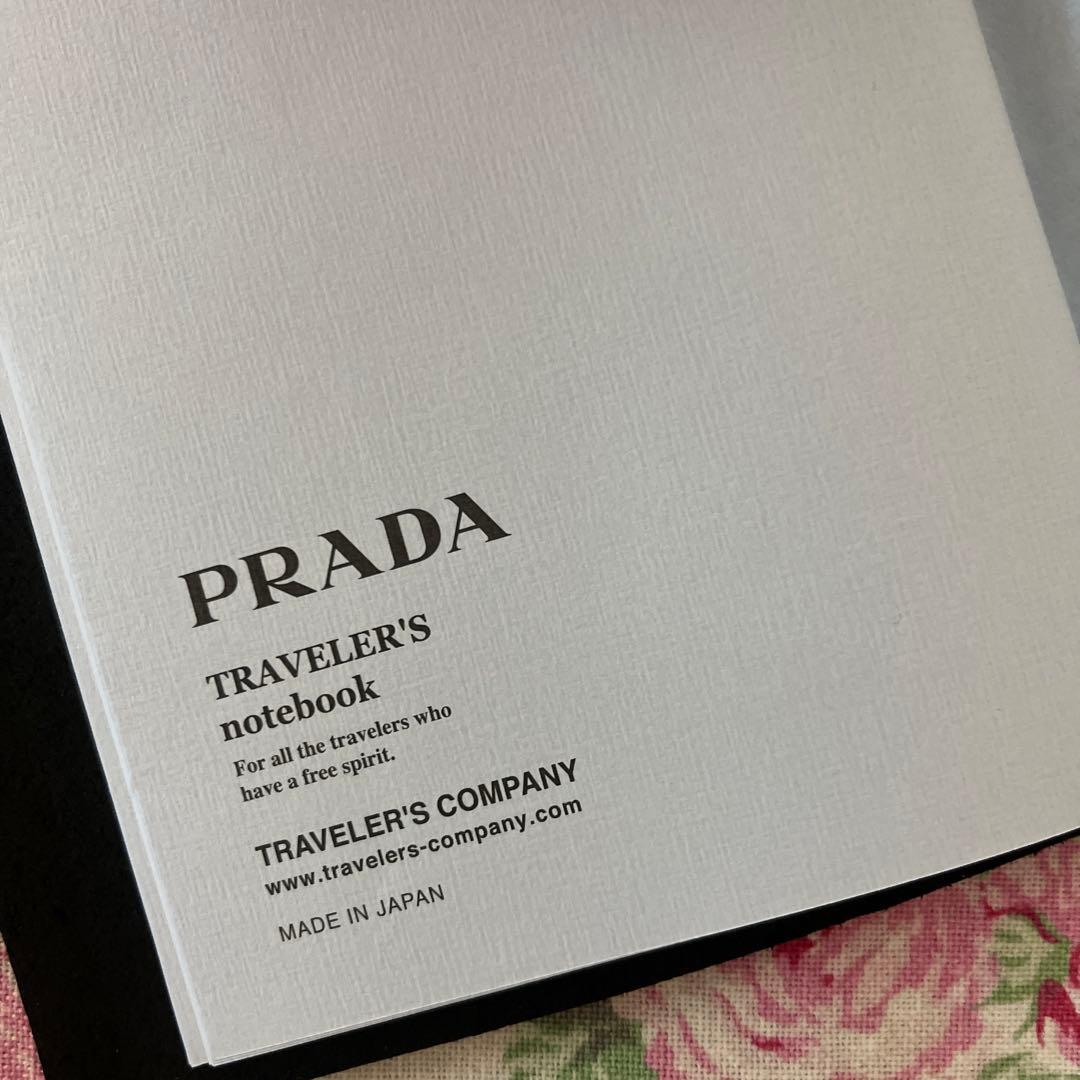 PRADA
TRAVELER'S
notebook
For all the travelers who
have a free spirit.
TRAVELER'S COMPANY
www.travelers-company.com
MADE IN JAPAN